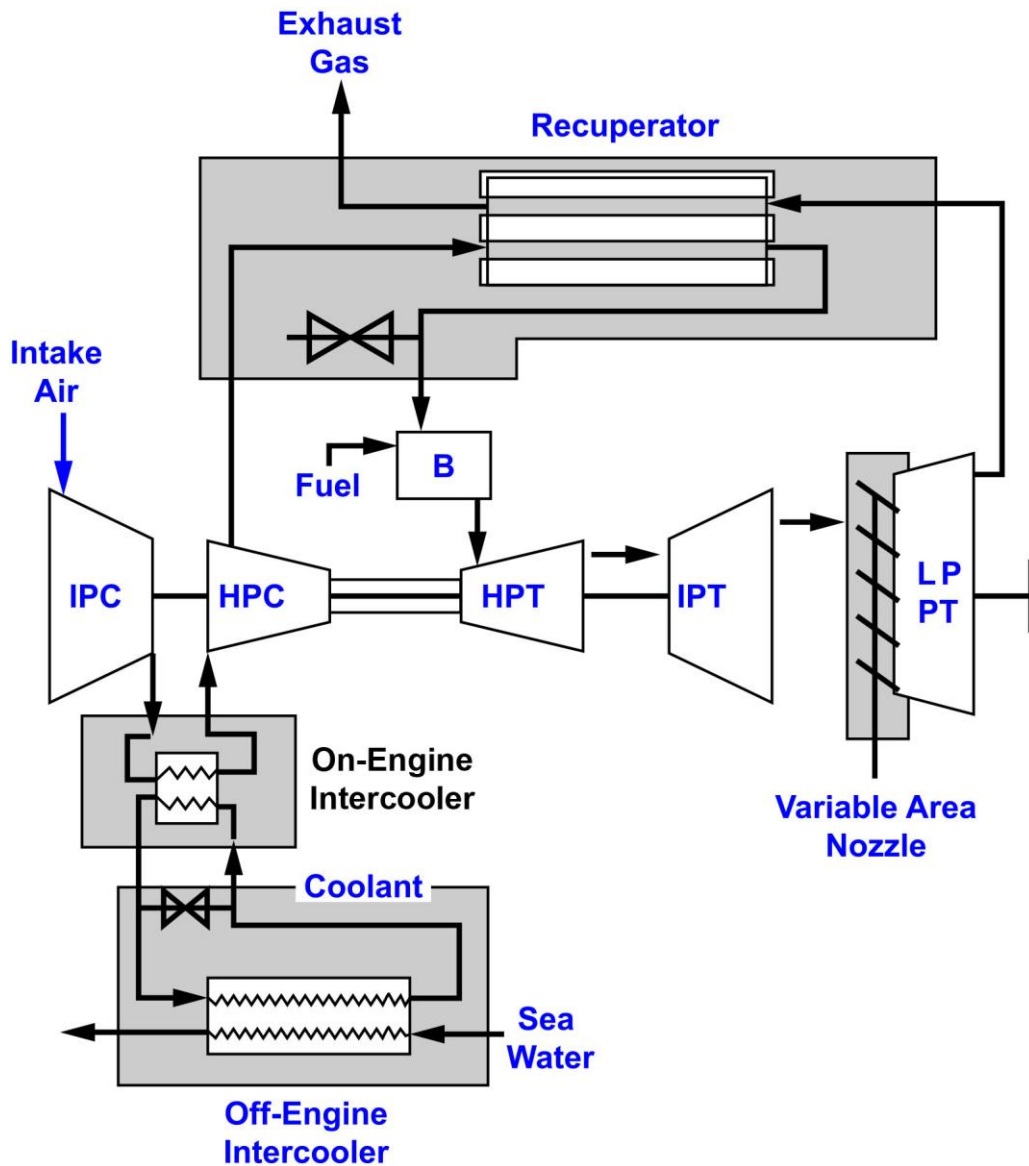 Exhaust
Gas
Recuperator
Intake
Air
Fuel
B
IPC
HPC
HPT
IPT
LP
PT
On-Engine
Intercooler
Variable Area
Nozzle
Coolant
Sea
Water
Off-Engine
Intercooler